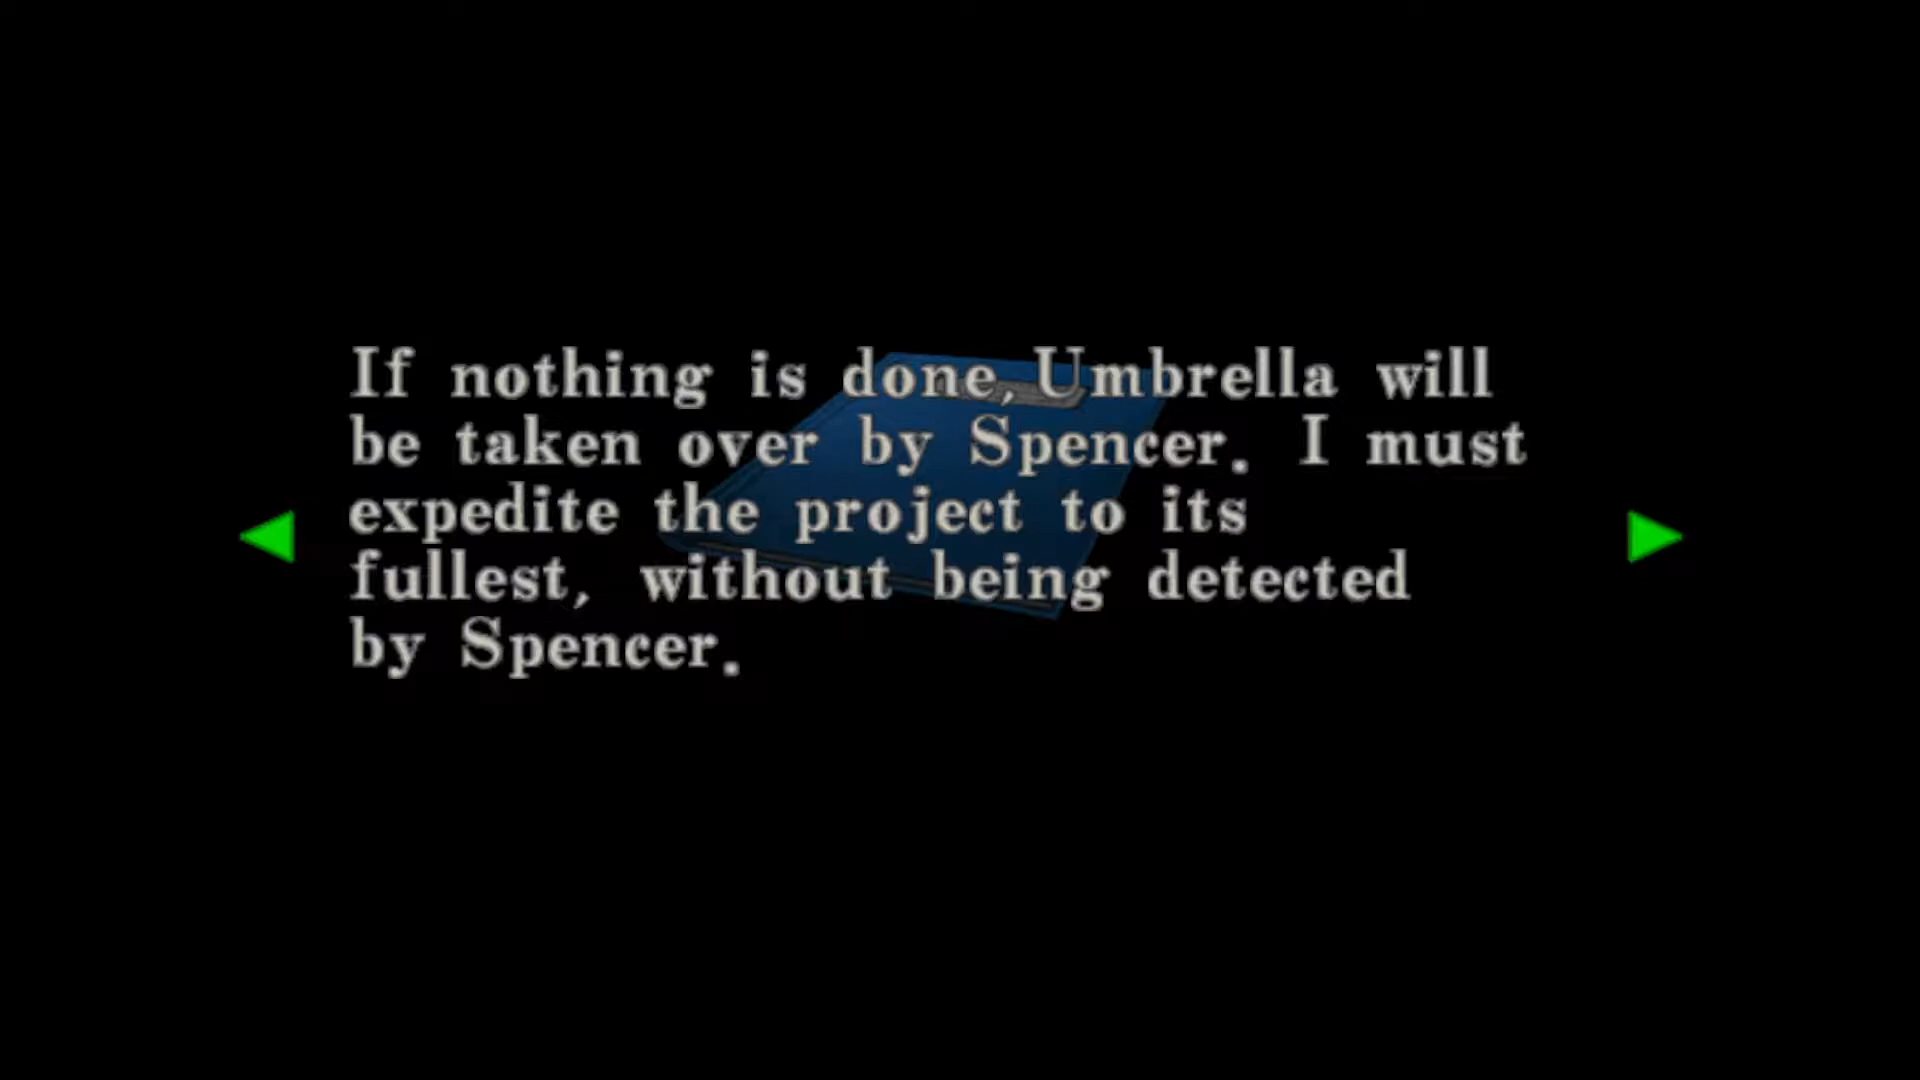 If nothing is done,Umbrella will
be taken over by Spencer. I must
expedite the project to its
fullest, without being detected
by Spencer.